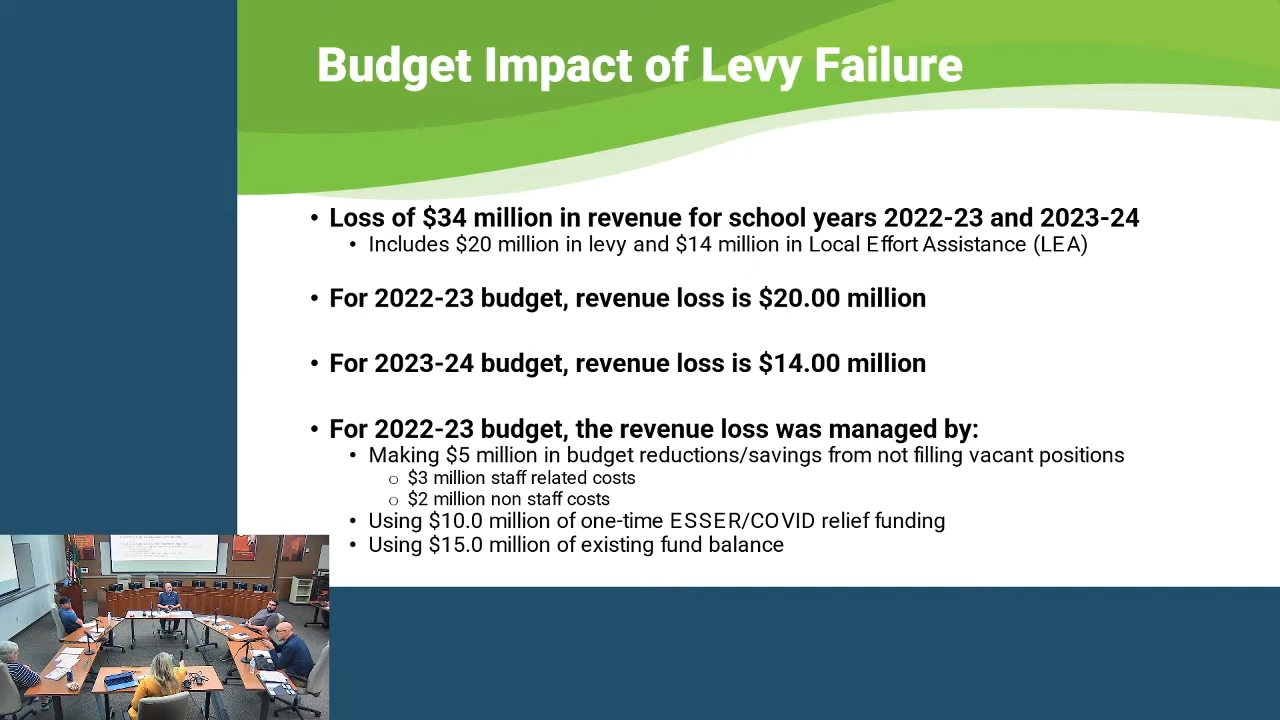 Budget Impact of Levy Failure
• Loss of $34 million in revenue for school years 2022-23 and 2023-24
• Includes $20 million in levy and $14 million in Local Effort Assistance (LEA)
• For 2022-23 budget, revenue loss is $20.00 million
• For 2023-24 budget, revenue loss is $14.00 million
• For 2022-23 budget, the revenue loss was managed by:
• Making $5 million in budget reductions/savings from not filling vacant positions
o $3 million staff related costs
o $2 million non staff costs
• Using $10.0 million of one-time ESSER/COVID relief funding
• Using $15.0 million of existing fund balance